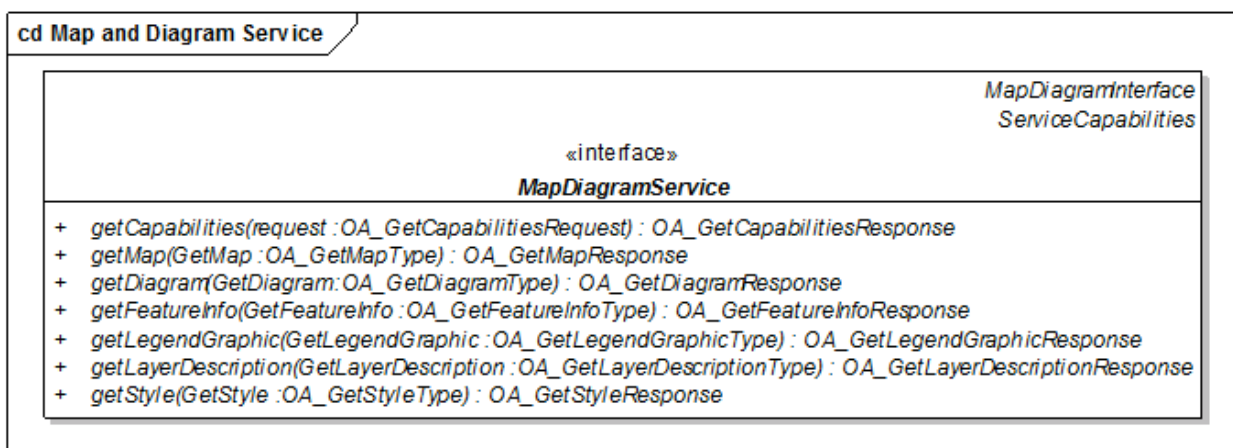 cd Map and Diagram Service
MapDiagramInterface
ServiceCapabilities
«interface»
MapDiagramService
+ getCapabilities(request :OA_GetCapabilitiesRequest) : OA_GetCapabilitiesResponse
+ getMap(GetMap :OA_GetMapType) : OA_GetMapResponse
+ getDiagram(GetDiagram:OA_GetDiagramType) : OA_GetDiagramResponse
+ getFeatureInfo(GetFeatureInfo :OA_GetFeatureInfoType) : OA_GetFeatureInfoResponse
+ getLegendGraphic(GetLegendGraphic :OA_GetLegendGraphicType) : OA_GetLegendGraphicResponse
+ getLayerDescription(GetLayerDescription :OA_GetLayerDescriptionType) : OA_GetLayerDescriptionResponse
+ getStyle(GetStyle :OA_GetStyleType) : OA_GetStyleResponse